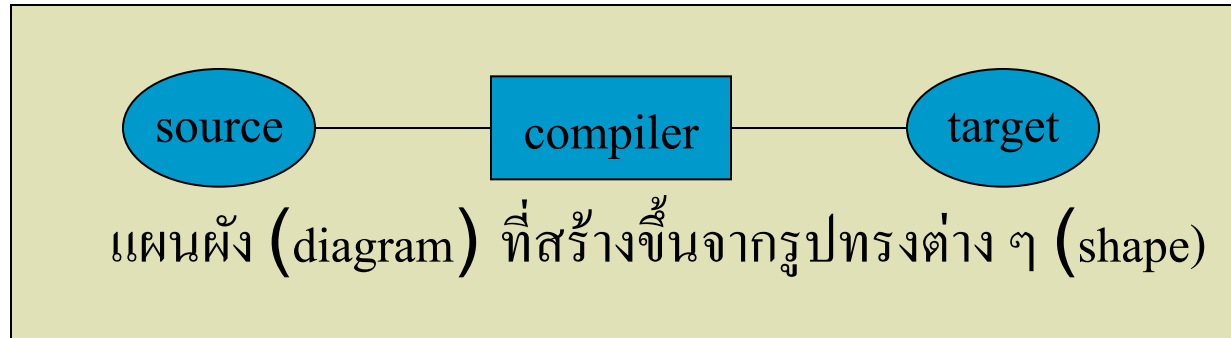 source compiler target
แผนผัง (diagram) ที่สร้างขึ้นจากรูปทรงต่าง ๆ (shape)